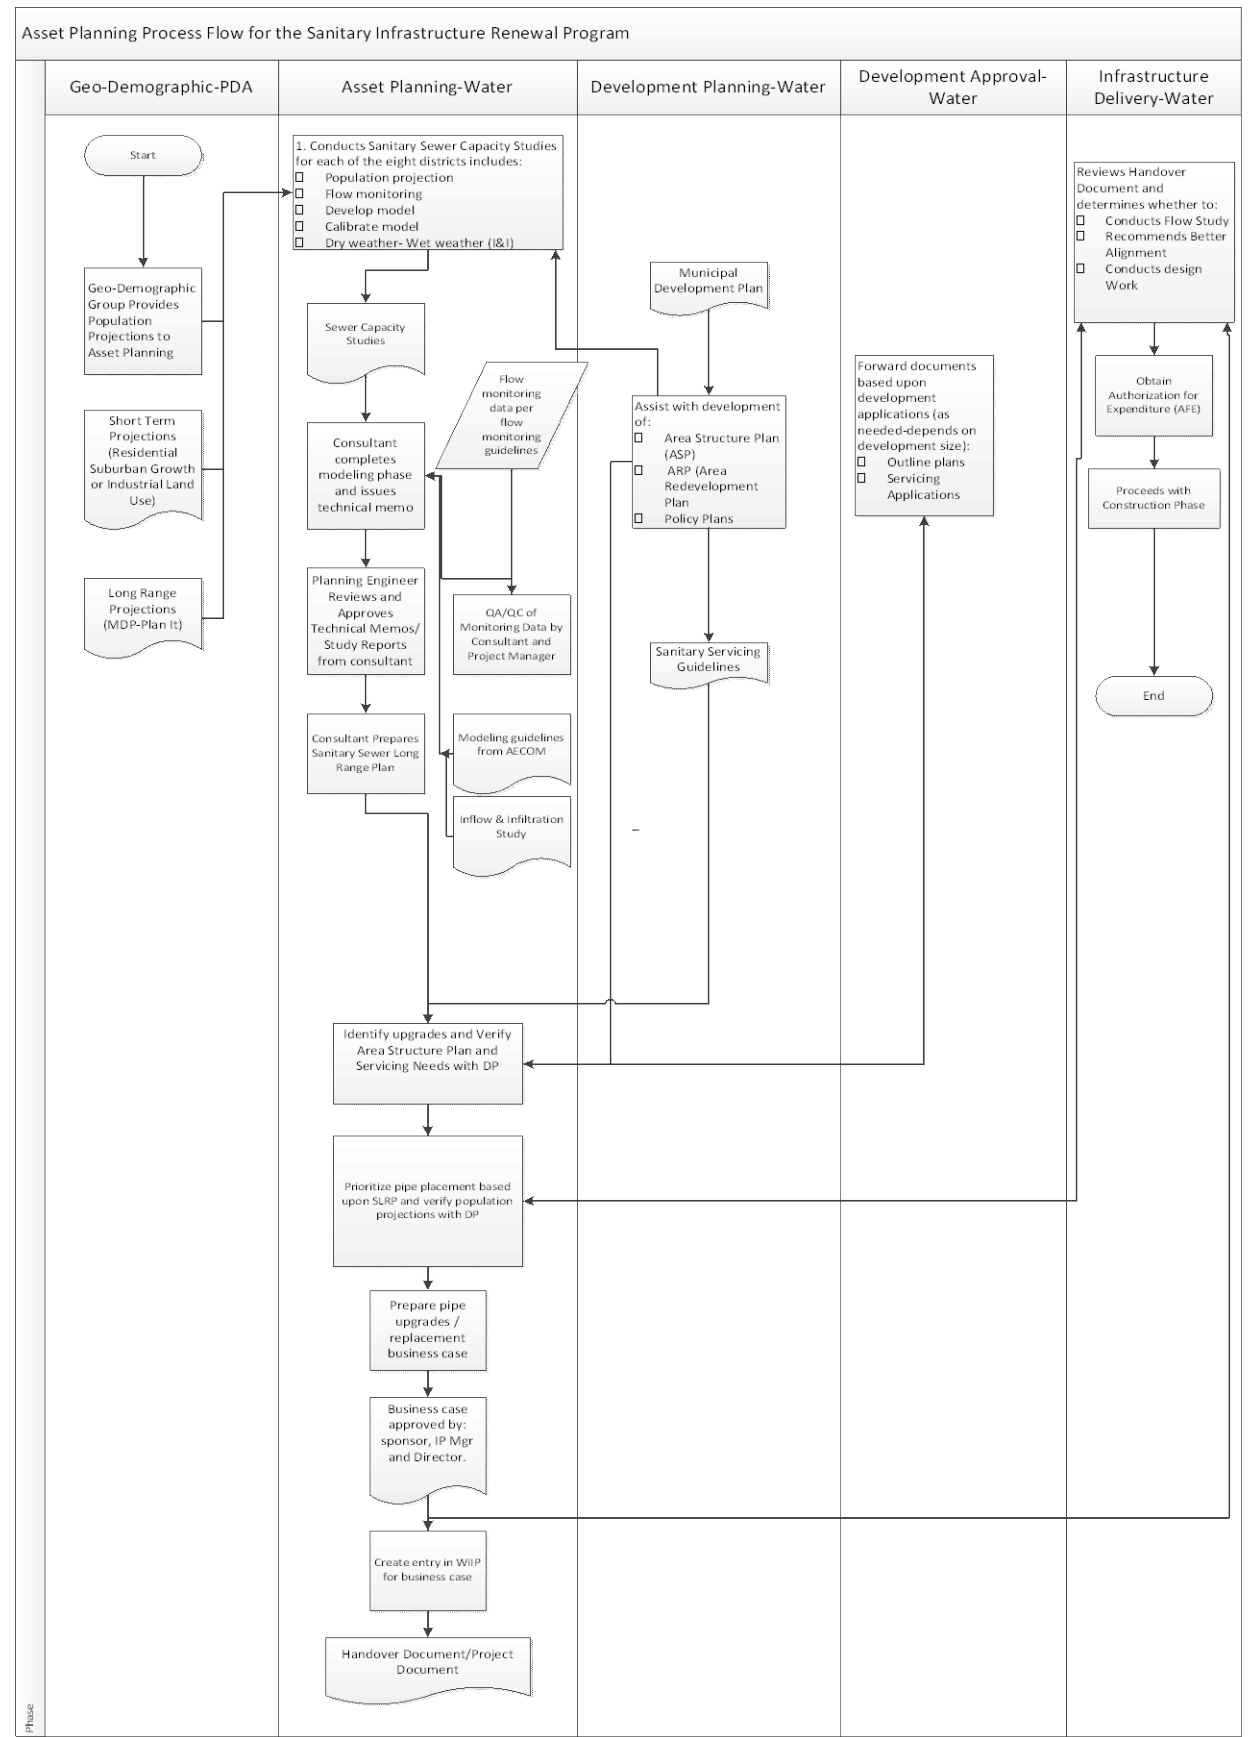 Asset Planning Process Flow for the Sanitary Infrastructure Renewal Program
Geo-Demographic-PDA
Asset Planning-Water
Development Planning-Water
Development Approval-
Water
Infrastructure
Delivery-Water
Start
Geo-Demographic
Group Provides
Population
Projections to
Asset Planning
Short Term
Projections
(Residential
Suburban Growth
or Industrial Land
Use)
Long Range
Projections
(MDP-Plan It)
1. Conducts Sanitary Sewer Capacity Studies
for each of the eight districts includes:
Population projection
Flow monitoring
Develop model
Calibrate model
Dry weather- Wet weather (I&I)
Sewer Capacity
Studies
Flow
monitoring
data per
flow
monitoring
guidelines
Consultant
completes
modeling phase
and issues
technical memo
Planning Engineer
Reviews and
Approves
Technical Memos/
Study Reports
from consultant
QA/QC of
Monitoring Data by
Consultant and
Project Manager
Consultant Prepares
Sanitary Sewer Long
Range Plan
Modeling guidelines
from AECOM
Inflow & Infiltration
Study
Identify upgrades and Verify
Area Structure Plan and
Servicing Needs with DP
Prioritize pipe placement based
upon SLRP and verify population
projections with DP
Prepare pipe
upgrades /
replacement
business case
Business case
approved by:
sponsor, IP Mgr
and Director.
Create entry in WIIP
for business case
Handover Document/Project
Document
Municipal
Development Plan
Assist with development
of:
Area Structure Plan
(ASP)
ARP (Area
Redevelopment
Plan
Policy Plans
Sanitary Servicing
Guidelines
Forward documents
based upon
development
applications (as
needed-depends on
development size):
Outline plans
Servicing
Applications
Reviews Handover
Document and
determines whether to:
Conducts Flow Study
Recommends Better
Alignment
Conducts design
Work
Obtain
Authorization for
Expenditure (AFE)
Proceeds with
Construction Phase
End
Phase